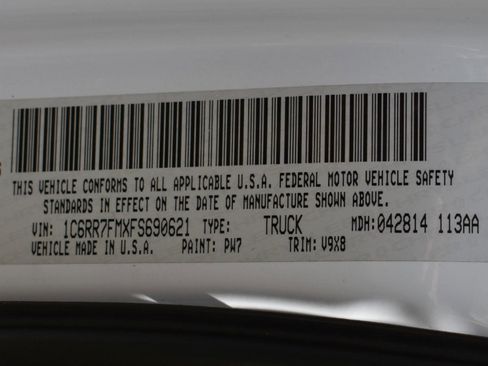 THIS VEHICLE CONFORMS TO ALL APPLICABLE U.S.A. FEDERAL MOTOR VEHICLE SAFETY
STANDARDS IN EFFECT ON THE DATE OF MANUFACTURE SHOWN ABOVE.
VIN: 1C6RR7FMXFS690621 TYPE: TRUCK MDH: 042814 113AA
VEHICLE MADE IN U.S.A. PAINT: PW7 TRIM: V9X8